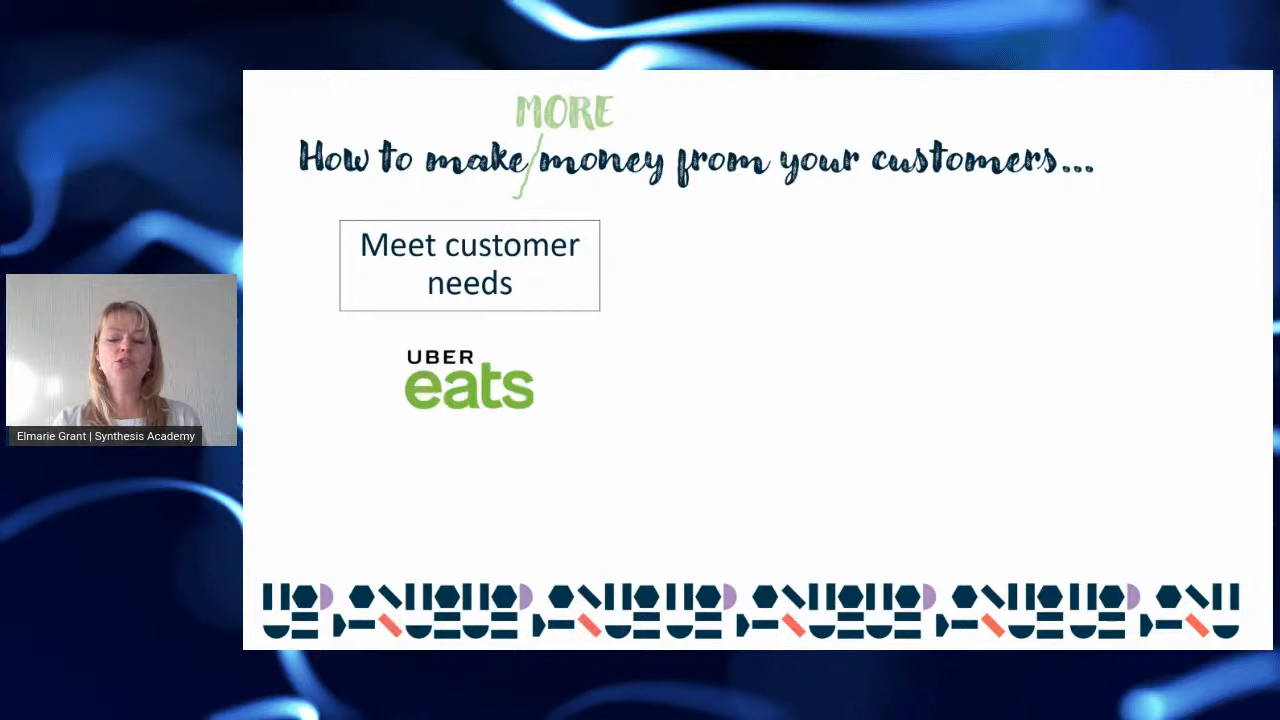 MORE
How to make money from your customers...
Meet customer
needs
UBER
eats
Elmarie Grant | Synthesis Academy